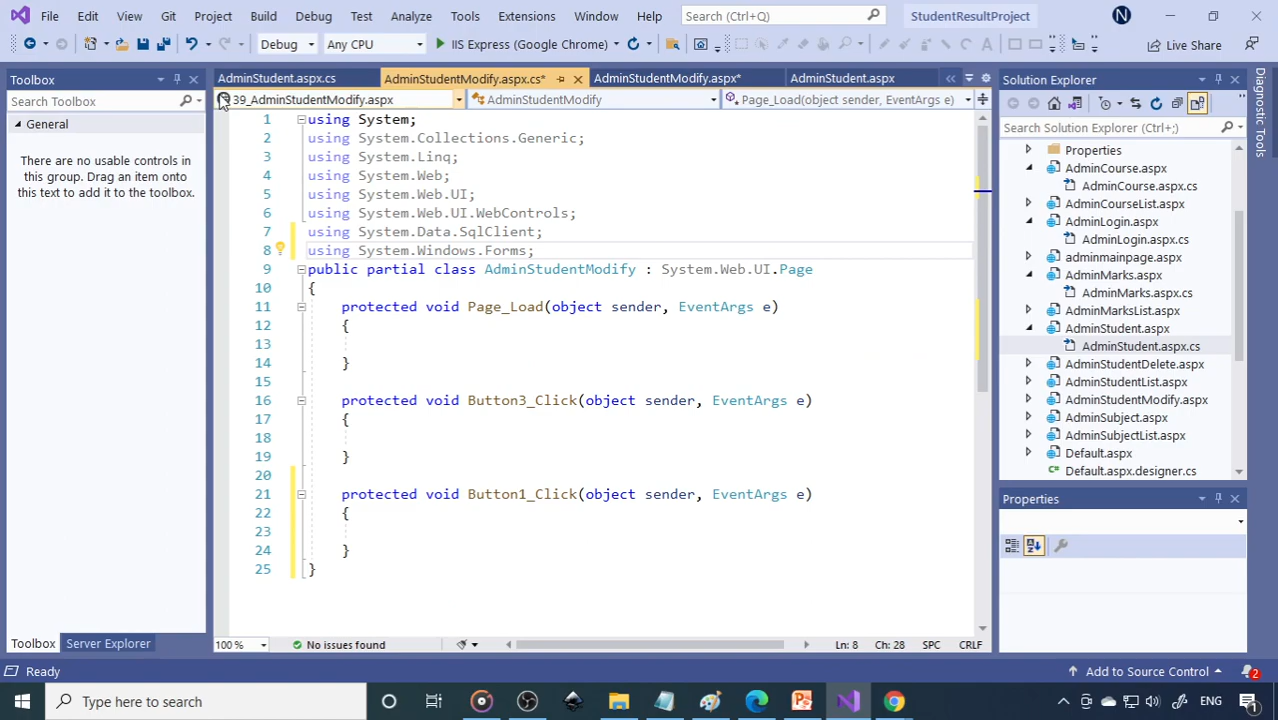 File Edit View Git Project Build Debug Test Analyze Tools Extensions Window Help Search (Ctrl+Q) StudentResultProject N
Debug Any CPU IIS Express (Google Chrome) Live Share
Toolbox
Search Toolbox
General
There are no usable controls in
this group. Drag an item onto
this text to add it to the toolbox.
Toolbox Server Explorer
AdminStudent.aspx.cs AdminStudentModify.aspx.cs* AdminStudentModify.aspx* AdminStudent.aspx
39_AdminStudentModify.aspx AdminStudentModify Page_Load(object sender, EventArgs e)
1 using System;
2 using System.Collections.Generic;
3 using System.Linq;
4 using System.Web;
5 using System.Web.UI;
6 using System.Web.UI.WebControls;
7 using System.Data.SqlClient;
8 using System.Windows.Forms;
9 public partial class AdminStudentModify : System.Web.UI.Page
10 {
11 protected void Page_Load(object sender, EventArgs e)
12 {
13
14 }
15
16 protected void Button3_Click(object sender, EventArgs e)
17 {
18
19 }
20
21 protected void Button1_Click(object sender, EventArgs e)
22 {
23
24 }
25 }
100 % No issues found Ln: 8 Ch: 28 SPC CRLF
Solution Explorer
Search Solution Explorer (Ctrl+;)
Properties
AdminCourse.aspx
AdminCourse.aspx.cs
AdminCourseList.aspx
AdminLogin.aspx
AdminLogin.aspx.cs
adminmainpage.aspx
AdminMarks.aspx
AdminMarks.aspx.cs
AdminMarksList.aspx
AdminStudent.aspx
AdminStudent.aspx.cs
AdminStudentDelete.aspx
AdminStudentList.aspx
AdminStudentModify.aspx
AdminSubject.aspx
AdminSubjectList.aspx
Default.aspx
Default.aspx.designer.cs
Properties
Diagnostic Tools
Ready Add to Source Control 2
Type here to search ENG 1